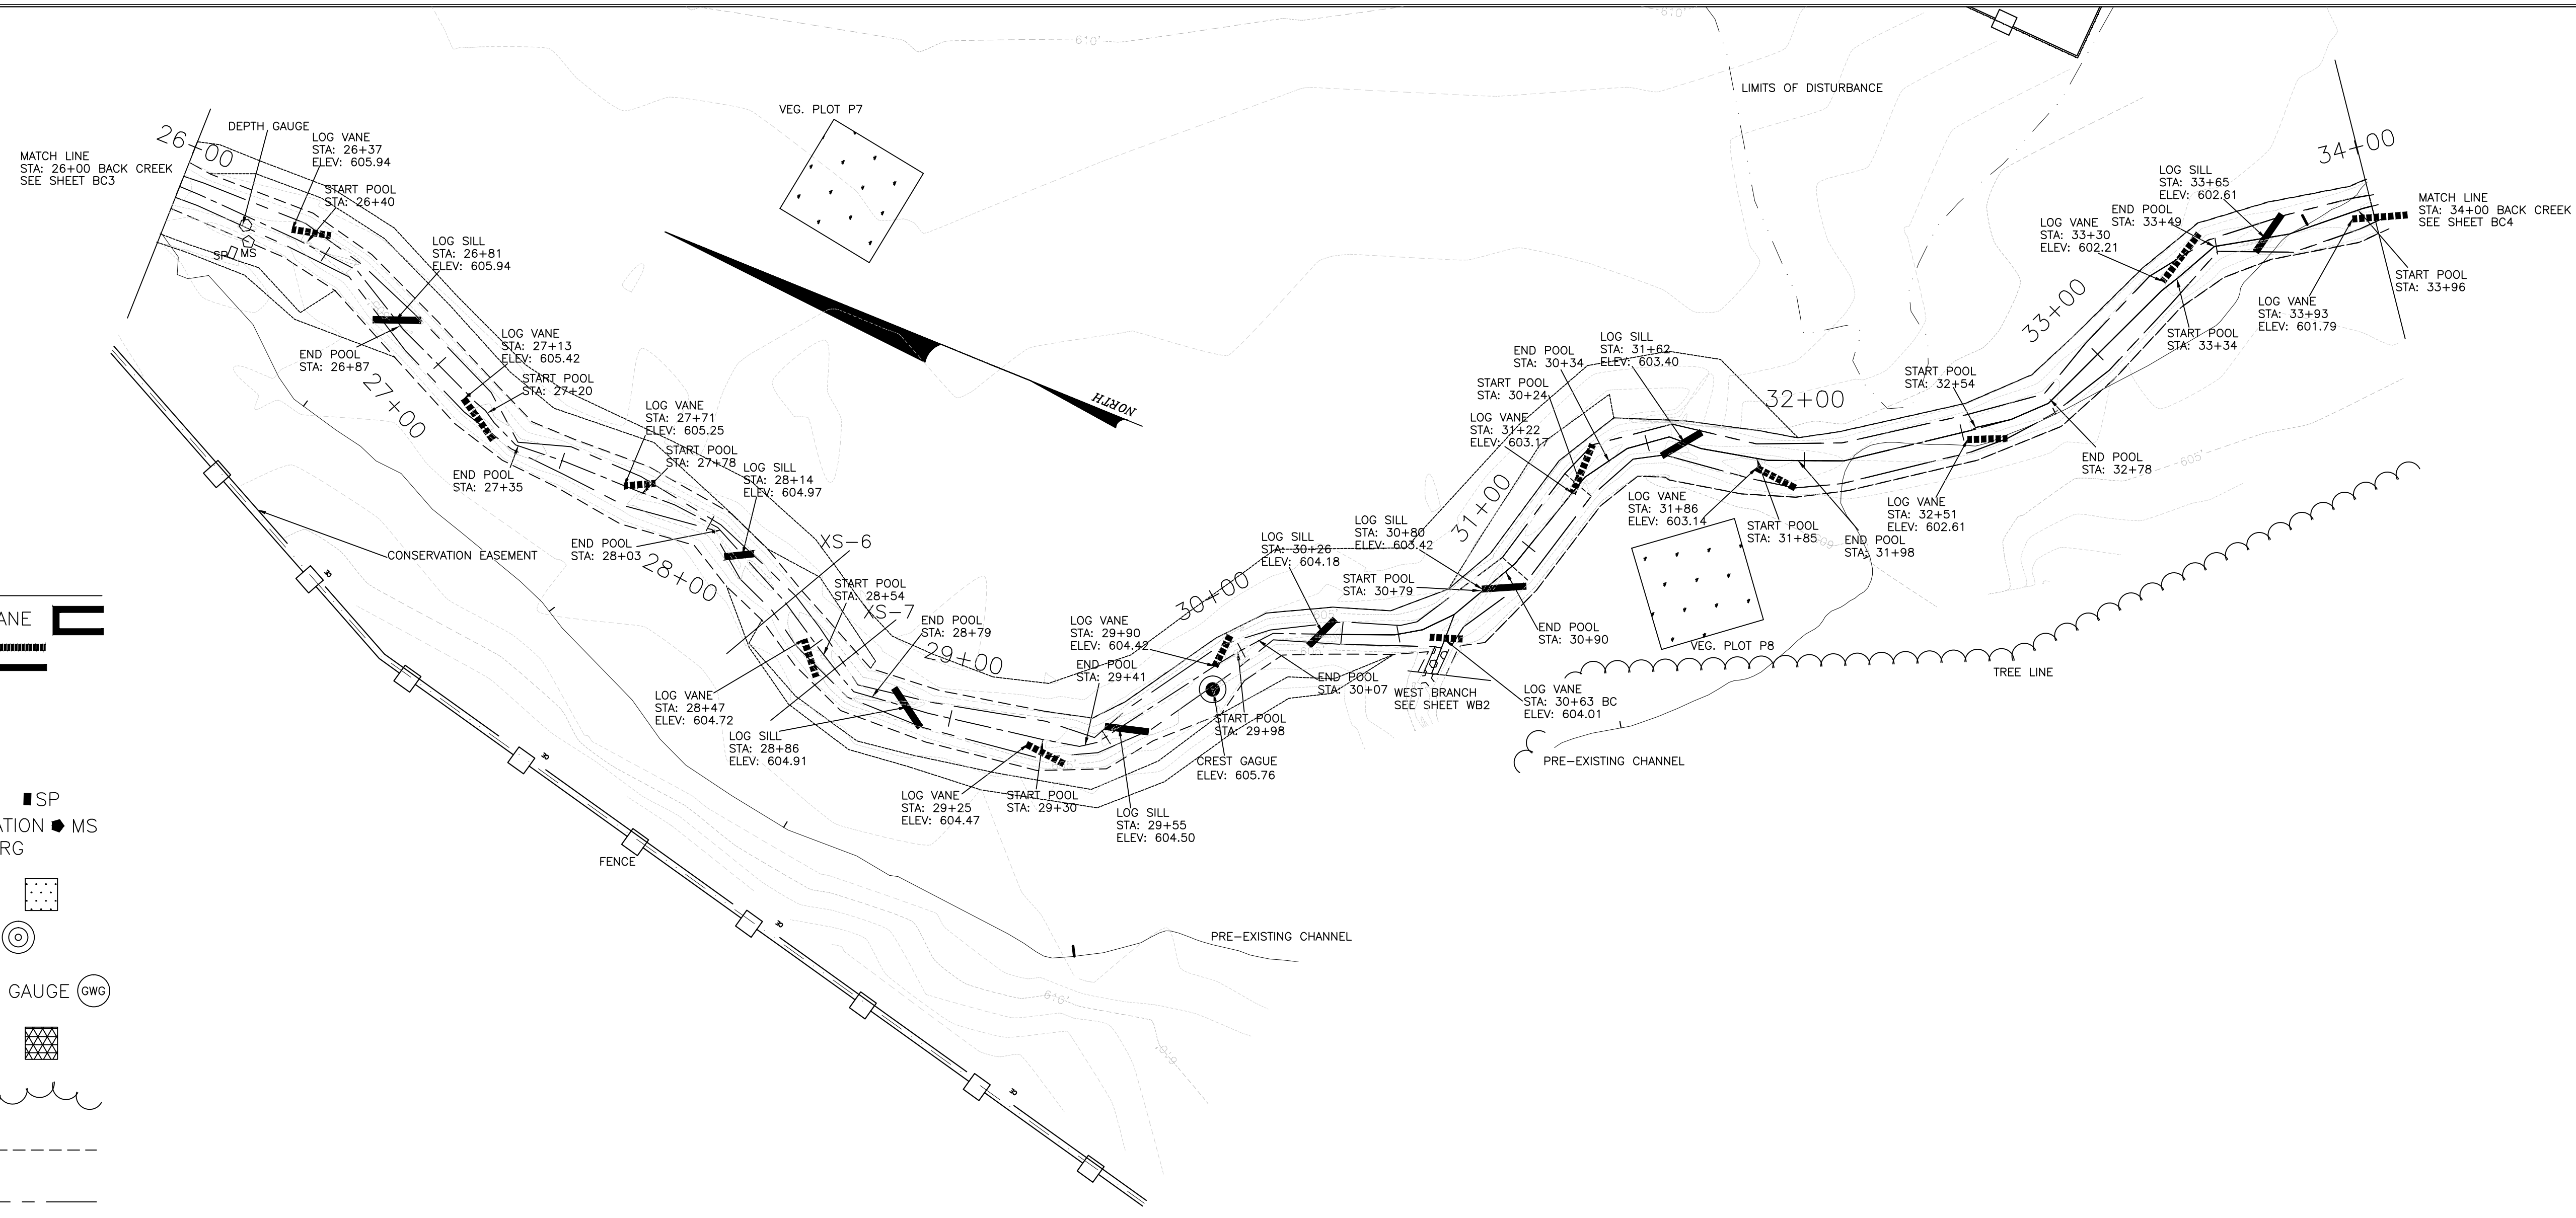 MATCH LINE
STA: 26+00 BACK CREEK
SEE SHEET BC3
26+00
DEPTH GAUGE
LOG VANE
STA: 26+37
ELEV: 605.94
START POOL
STA: 26+40
SP
MS
LOG SILL
STA: 26+81
ELEV: 605.94
END POOL
STA: 26+87
27+00
LOG VANE
STA: 27+13
ELEV: 605.42
START POOL
STA: 27+20
END POOL
STA: 27+35
LOG VANE
STA: 27+71
ELEV: 605.25
START POOL
STA: 27+78
LOG SILL
STA: 28+14
ELEV: 604.97
END POOL
STA: 28+03
28+00
XS-6
START POOL
STA: 28+54
XS-7
LOG VANE
STA: 28+47
ELEV: 604.72
END POOL
STA: 28+79
LOG SILL
STA: 28+86
ELEV: 604.91
29+00
LOG VANE
STA: 29+25
ELEV: 604.47
START POOL
STA: 29+30
END POOL
STA: 29+41
LOG SILL
STA: 29+55
ELEV: 604.50
LOG VANE
STA: 29+90
ELEV: 604.42
START POOL
STA: 29+98
CREST GAGUE
ELEV: 605.76
30+00
END POOL
STA: 30+07
LOG SILL
STA: 30+26
ELEV: 604.18
WEST BRANCH
SEE SHEET WB2
LOG VANE
STA: 30+63 BC
ELEV: 604.01
START POOL
STA: 30+79
LOG SILL
STA: 30+80
ELEV: 603.42
END POOL
STA: 30+90
31+00
LOG VANE
STA: 31+22
ELEV: 603.17
START POOL
STA: 30+24
END POOL
STA: 30+34
LOG SILL
STA: 31+62
ELEV: 603.40
LOG VANE
STA: 31+86
ELEV: 603.14
START POOL
STA: 31+85
END POOL
STA: 31+98
32+00
LOG VANE
STA: 32+51
ELEV: 602.61
START POOL
STA: 32+54
END POOL
STA: 32+78
33+00
LOG VANE
STA: 33+30
ELEV: 602.21
START POOL
STA: 33+34
END POOL
STA: 33+49
LOG SILL
STA: 33+65
ELEV: 602.61
LOG VANE
STA: 33+93
ELEV: 601.79
START POOL
STA: 33+96
34+00
MATCH LINE
STA: 34+00 BACK CREEK
SEE SHEET BC4
VEG. PLOT P7
VEG. PLOT P8
NORTH
LIMITS OF DISTURBANCE
TREE LINE
PRE-EXISTING CHANNEL
PRE-EXISTING CHANNEL
CONSERVATION EASEMENT
FENCE
605'
ANE
SP
ATION
MS
RG
GAUGE
GWG